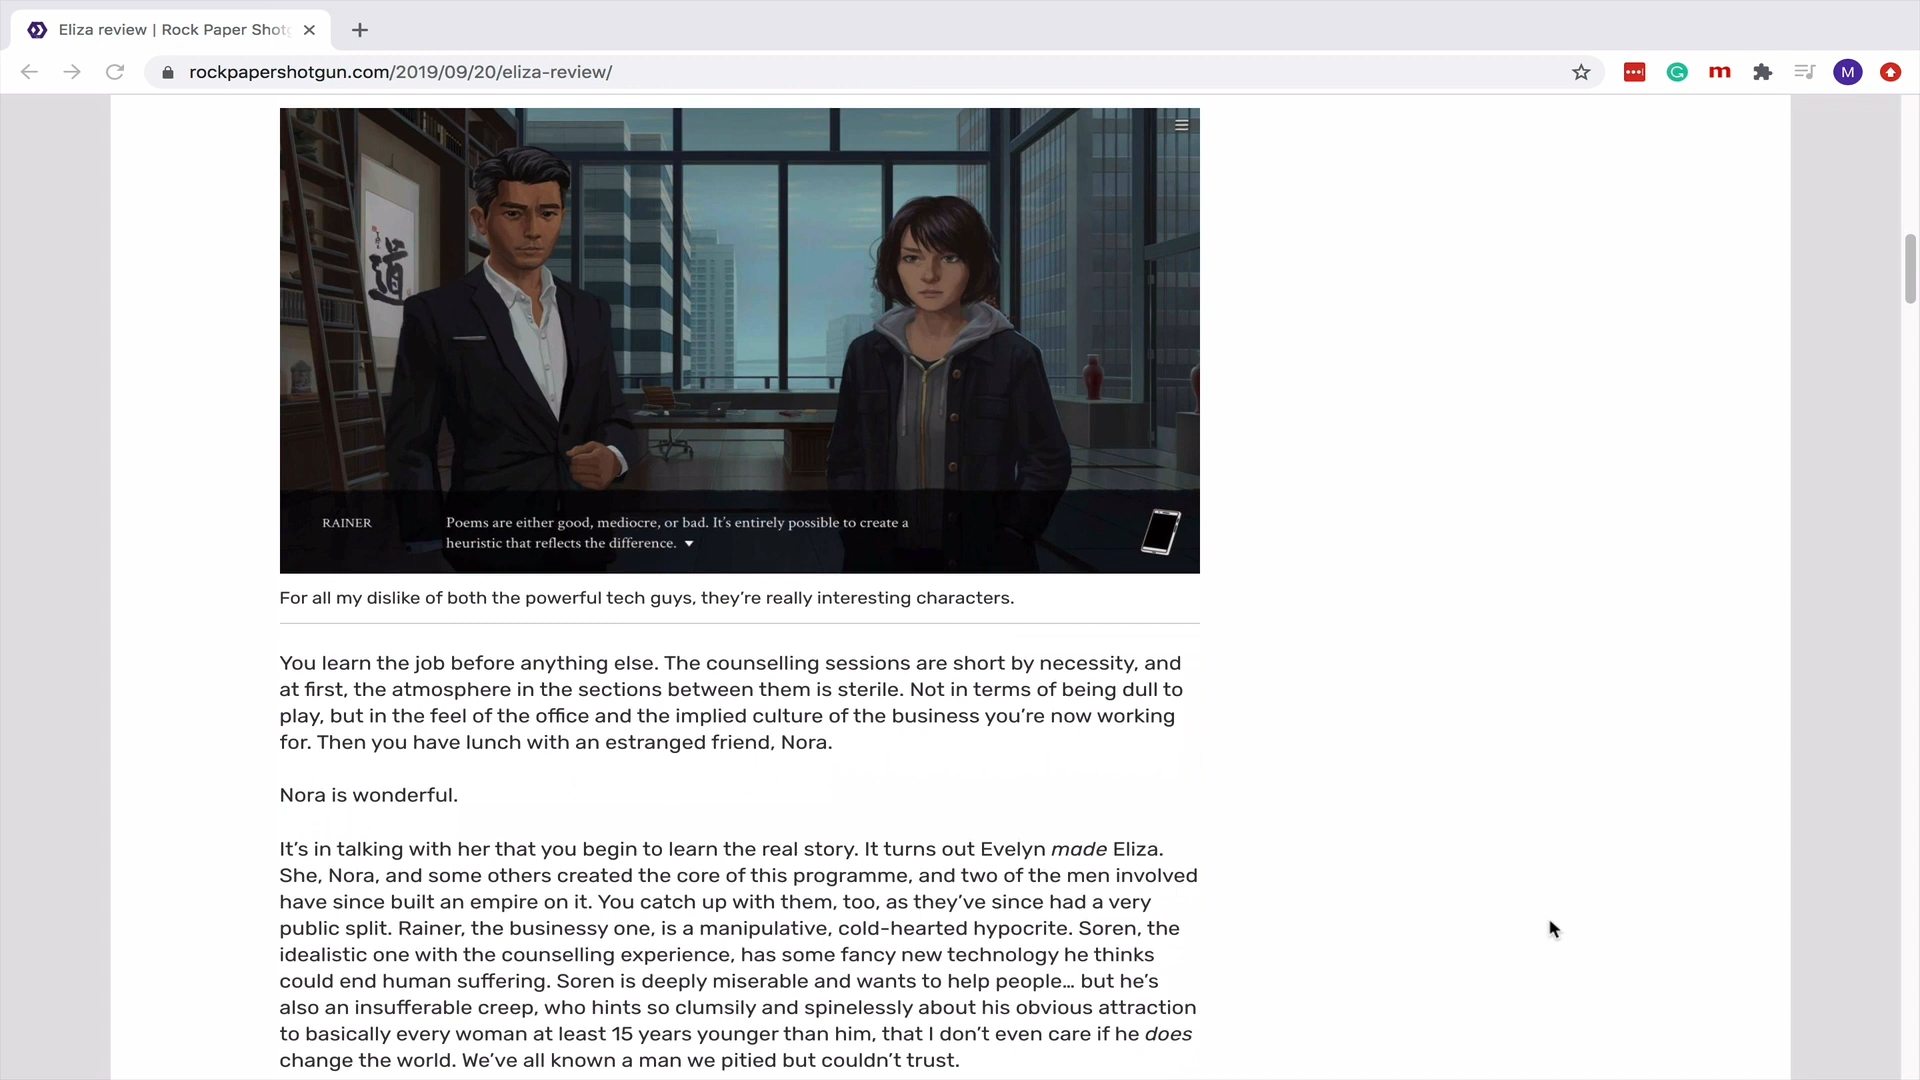 Eliza review | Rock Paper Shotg
rockpapershotgun.com/2019/09/20/eliza-review/
m
M
道
RAINER
Poems are either good, mediocre, or bad. It's entirely possible to create a
heuristic that reflects the difference.
For all my dislike of both the powerful tech guys, they're really interesting characters.
You learn the job before anything else. The counselling sessions are short by necessity, and
at first, the atmosphere in the sections between them is sterile. Not in terms of being dull to
play, but in the feel of the office and the implied culture of the business you're now working
for. Then you have lunch with an estranged friend, Nora.
Nora is wonderful.
It's in talking with her that you begin to learn the real story. It turns out Evelyn made Eliza.
She, Nora, and some others created the core of this programme, and two of the men involved
have since built an empire on it. You catch up with them, too, as they've since had a very
public split. Rainer, the businessy one, is a manipulative, cold-hearted hypocrite. Soren, the
idealistic one with the counselling experience, has some fancy new technology he thinks
could end human suffering. Soren is deeply miserable and wants to help people... but he's
also an insufferable creep, who hints so clumsily and spinelessly about his obvious attraction
to basically every woman at least 15 years younger than him, that I don't even care if he does
change the world. We've all known a man we pitied but couldn't trust.